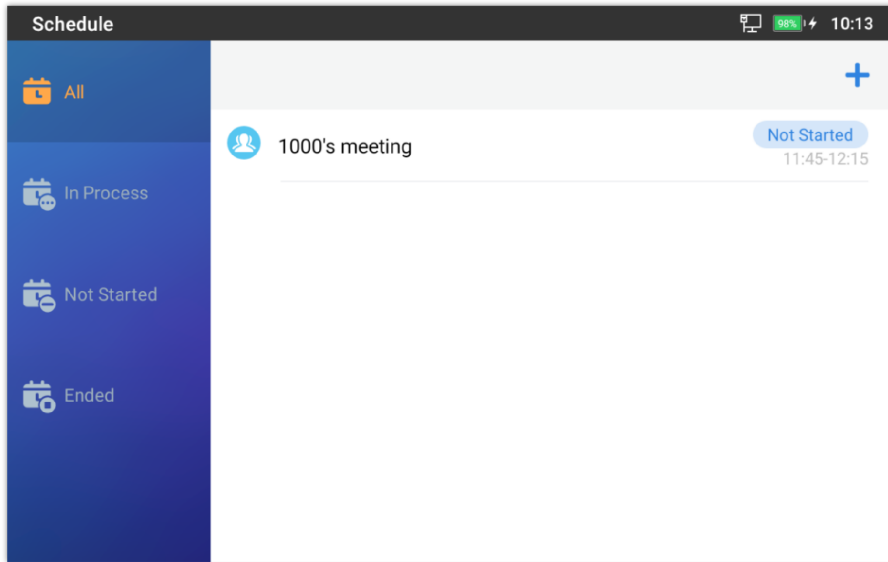 Schedule
98%
10:13
All
In Process
Not Started
Ended
1000's meeting
Not Started
11:45-12:15